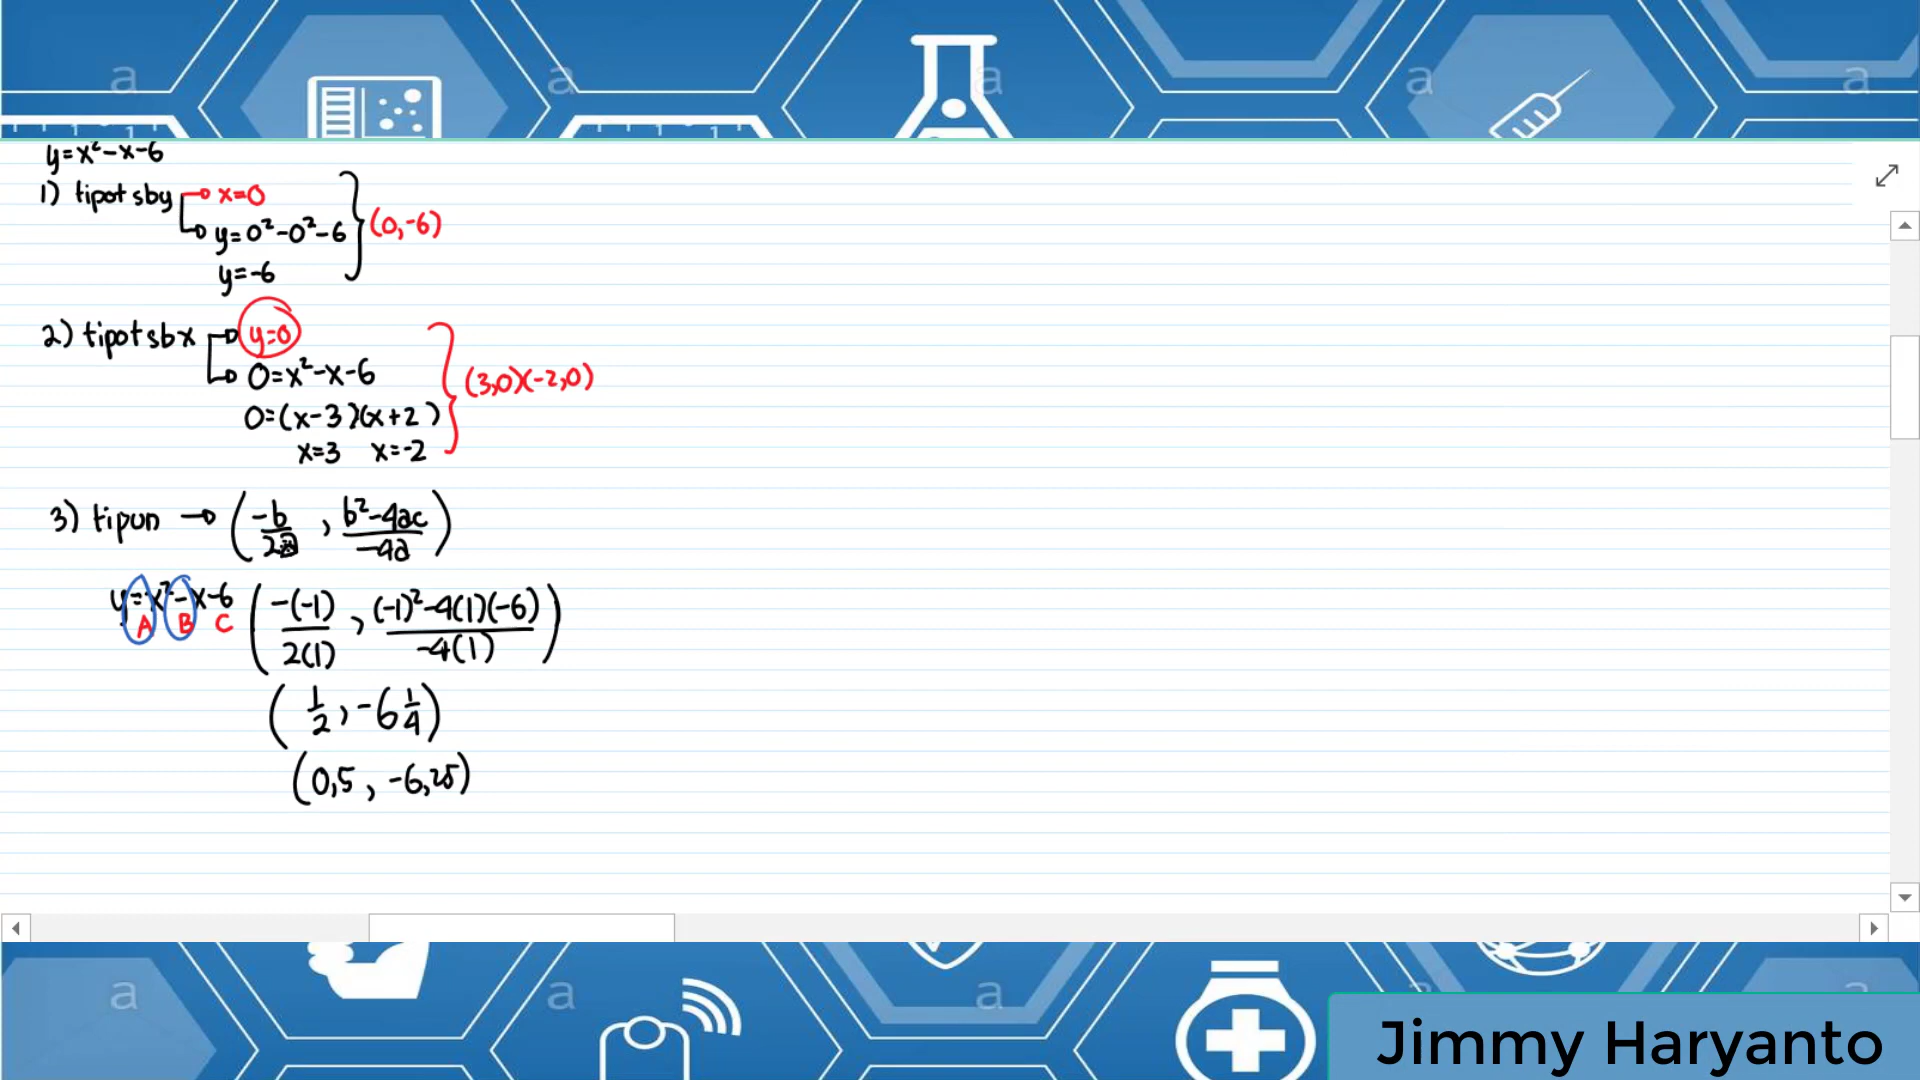 y=x²-x-6
1) tipot sby → x=0
→ y=0²-0²-6
y=-6
(0,-6)
2) tipot sbx → y=0
→ 0=x²-x-6
0=(x-3)(x+2)
x=3 x=-2
(3,0)(-2,0)
3) tipun → (-b/2a, b²-4ac/-4a)
y=x²-x-6 (-(-1)/2(1), (-1)²-4(1)(-6)/-4(1))
A B C
(1/2, -6 1/4)
(0,5, -6,25)
Jimmy Haryanto
a a a a a
a a a